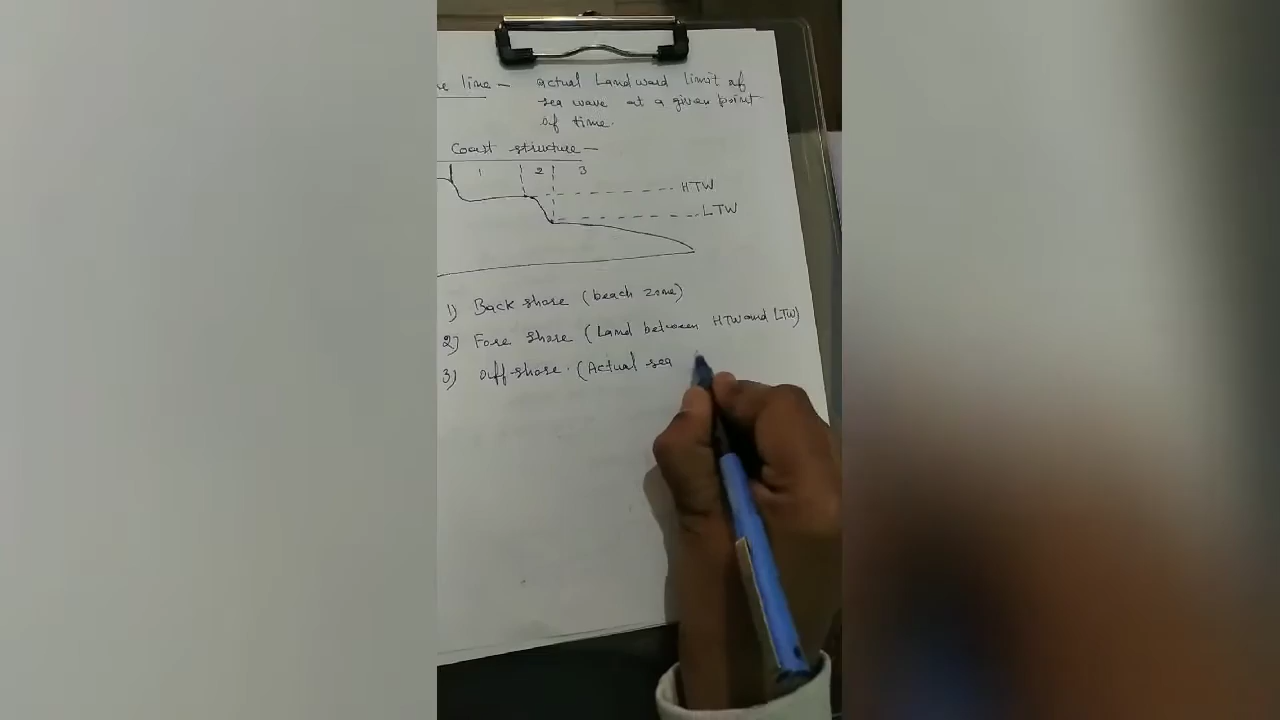 line — actual Landward limit of
sea wave at a given point
of time.
Coast structure —
1 2 3
HTW
LTW
1) Back shore (beach zone)
2) Fore shore (Land between HTW and LTW)
3) Off shore. (Actual sea